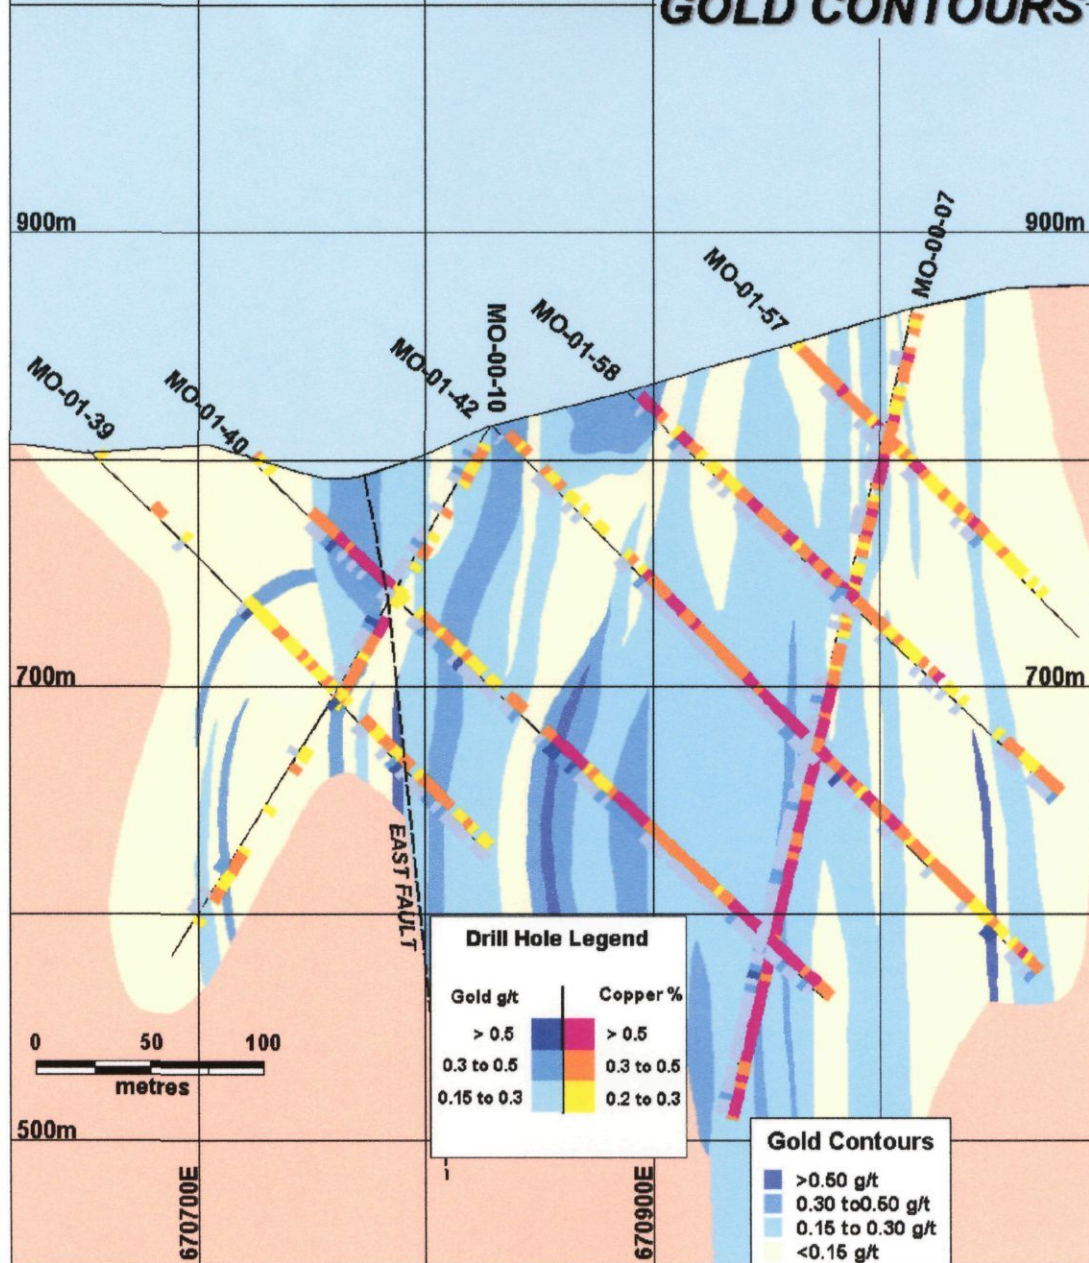 GOLD CONTOURS
900m
900m
MO-00-07
MO-01-57
MO-01-58
MO-00-10
MO-01-42
MO-01-40
MO-01-39
700m
700m
EAST FAULT
Drill Hole Legend
Gold g/t Copper %
> 0.5 > 0.5
0.3 to 0.5 0.3 to 0.5
0.15 to 0.3 0.2 to 0.3
0 50 100
metres
500m
670700E
670900E
Gold Contours
>0.50 g/t
0.30 to0.50 g/t
0.15 to 0.30 g/t
<0.15 g/t